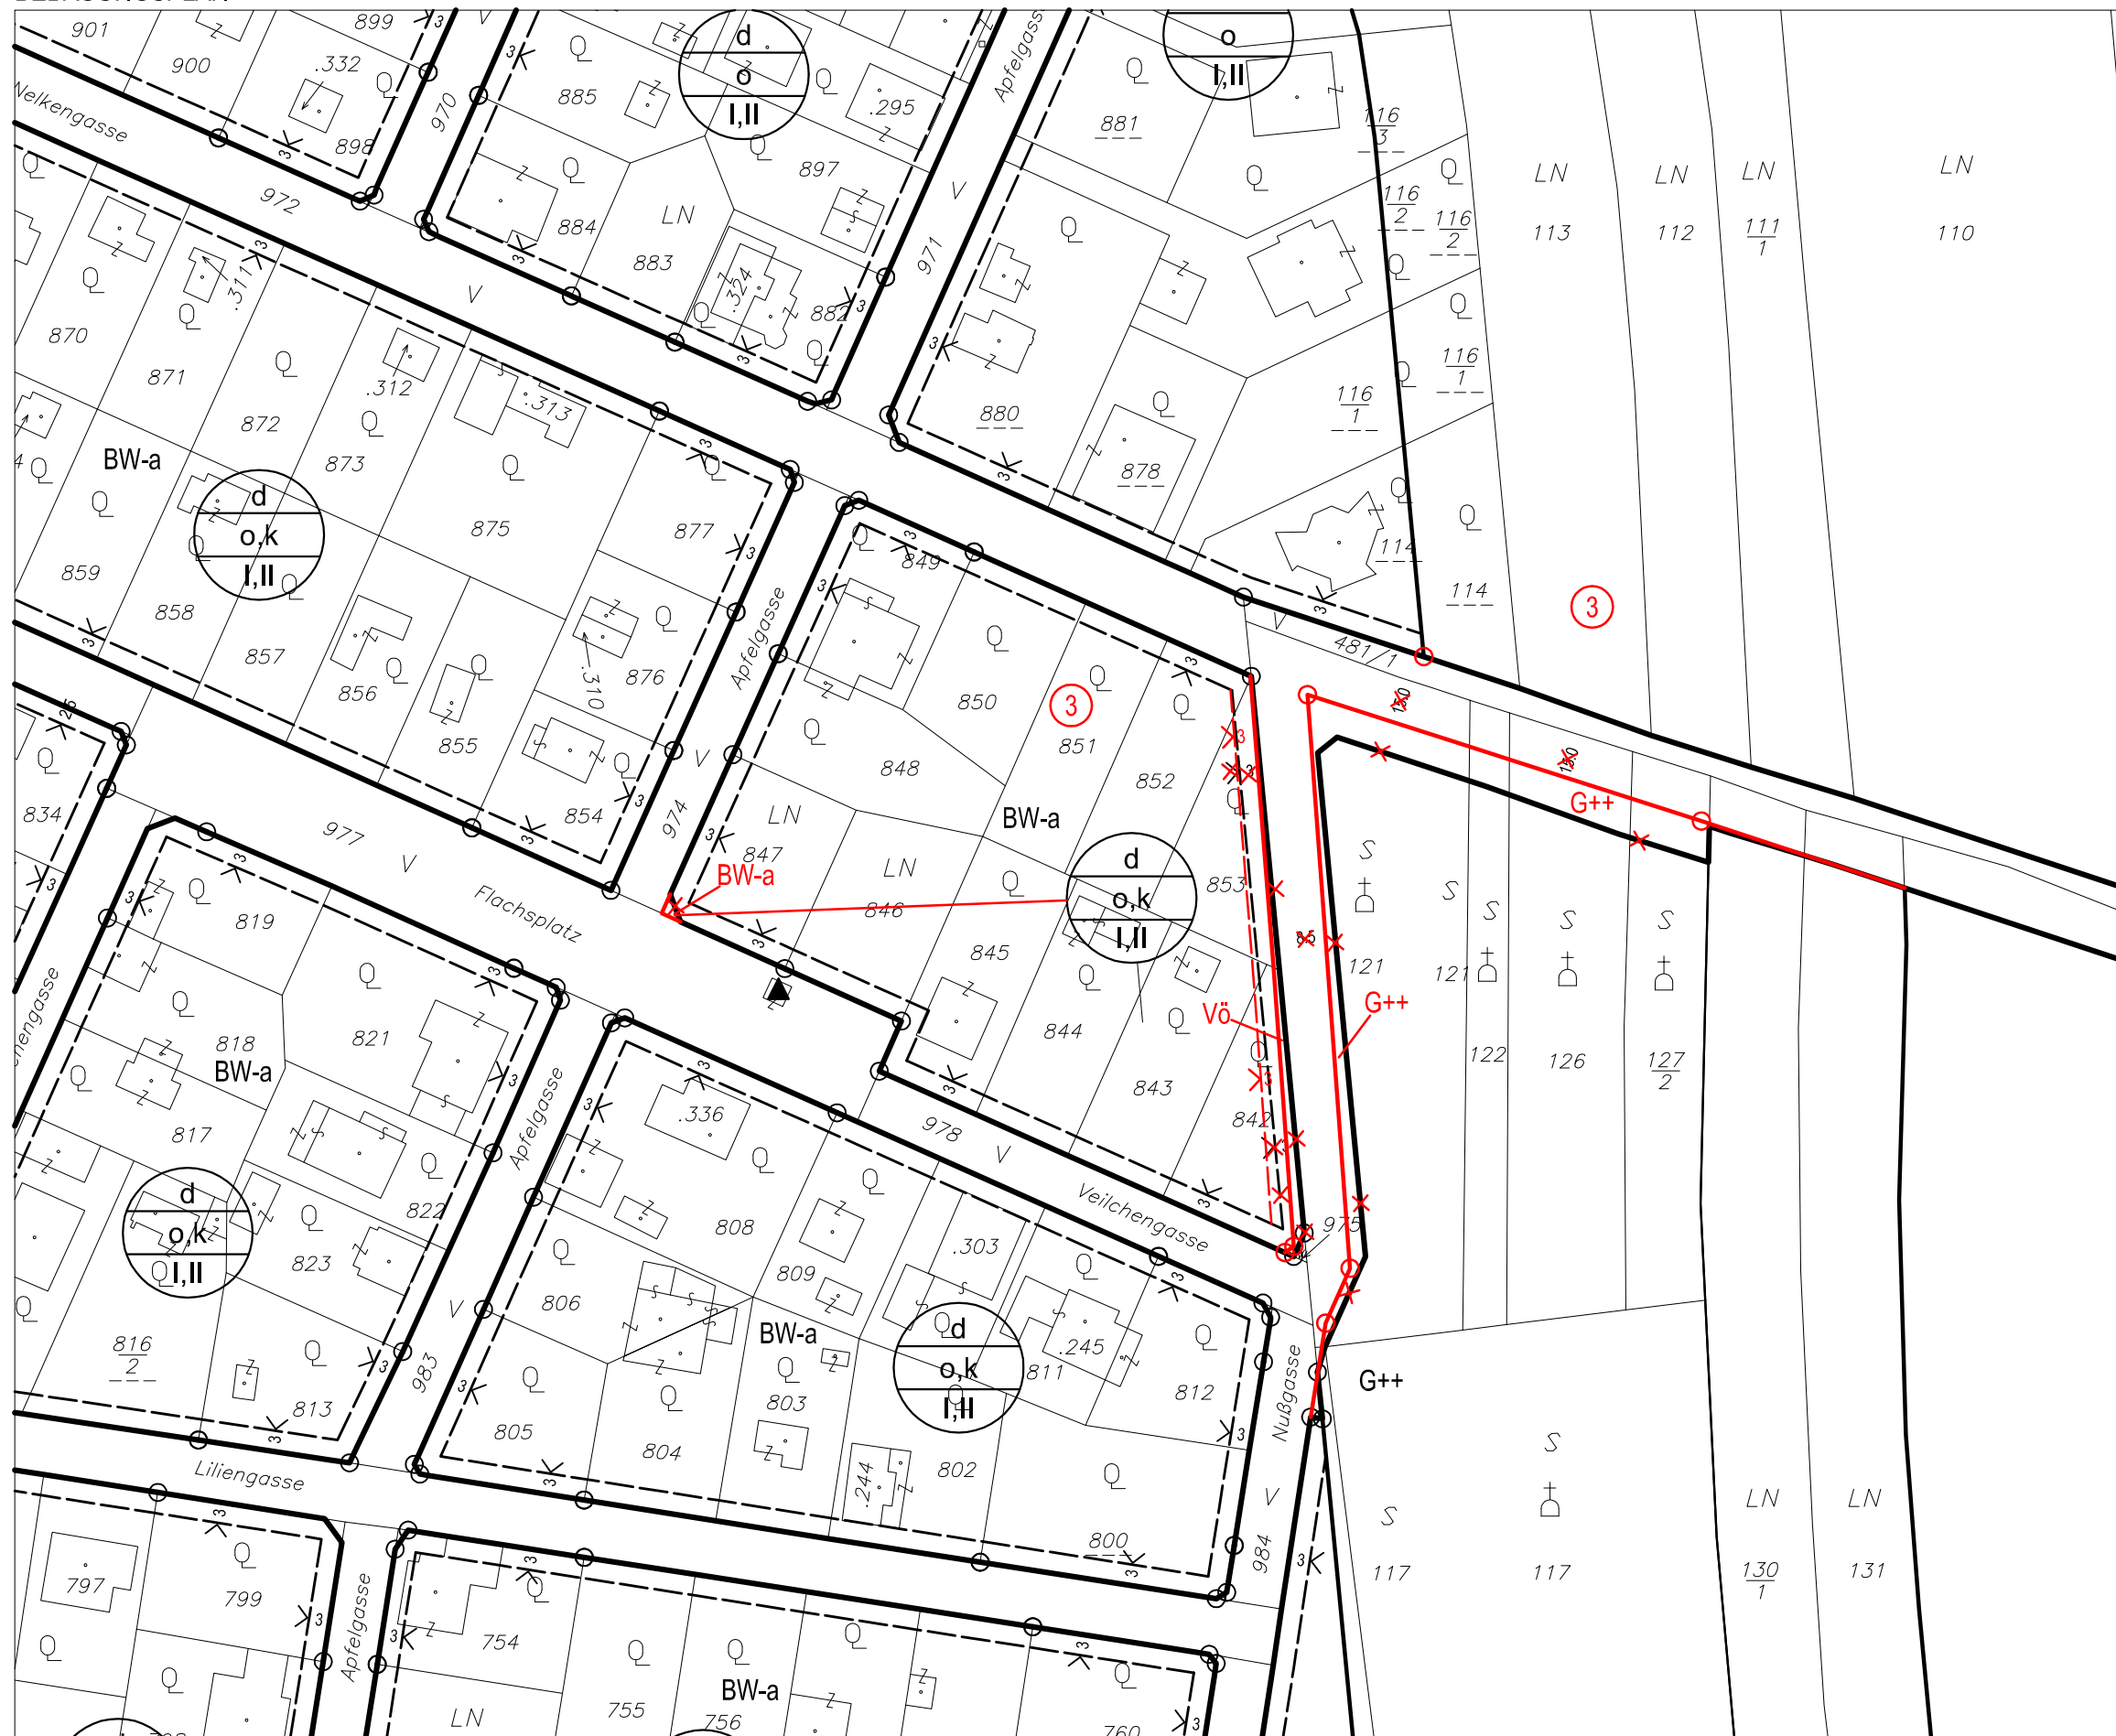 901
900
899
.332
898
Nelkengasse
972
970
V
885
884
883
LN
d
o
I,II
.295
897
.324
882
971
V
Apfelgasse
881
o
I,II
116
3
116
2
116
2
116
1
116
1
LN
113
LN
112
LN
111
1
LN
110
880
878
114
114
870
871
872
.311
.312
.313
873
875
877
BW-a
d
o,k
I,II
859
858
857
856
855
876
.310
854
Apfelgasse
V
974
849
850
851
852
853
3
3
481/1
V
848
LN
847
BW-a
LN
846
BW-a
d
o,k
I,II
845
844
843
842
Vö
G++
G++
S
121
S
121
S
122
S
126
S
127
2
834
977
V
Flachsplatz
819
818
BW-a
821
817
822
823
d
o,k
I,II
816
2
813
Apfelgasse
V
983
.336
808
978
V
Veilchengasse
975
809
.303
806
805
804
803
BW-a
d
o,k
I,II
811
.245
812
802
.244
800
Nußgasse
V
984
G++
S
117
S
117
LN
130
1
LN
131
Liliengasse
797
799
Apfelgasse
754
LN
755
756
BW-a
760